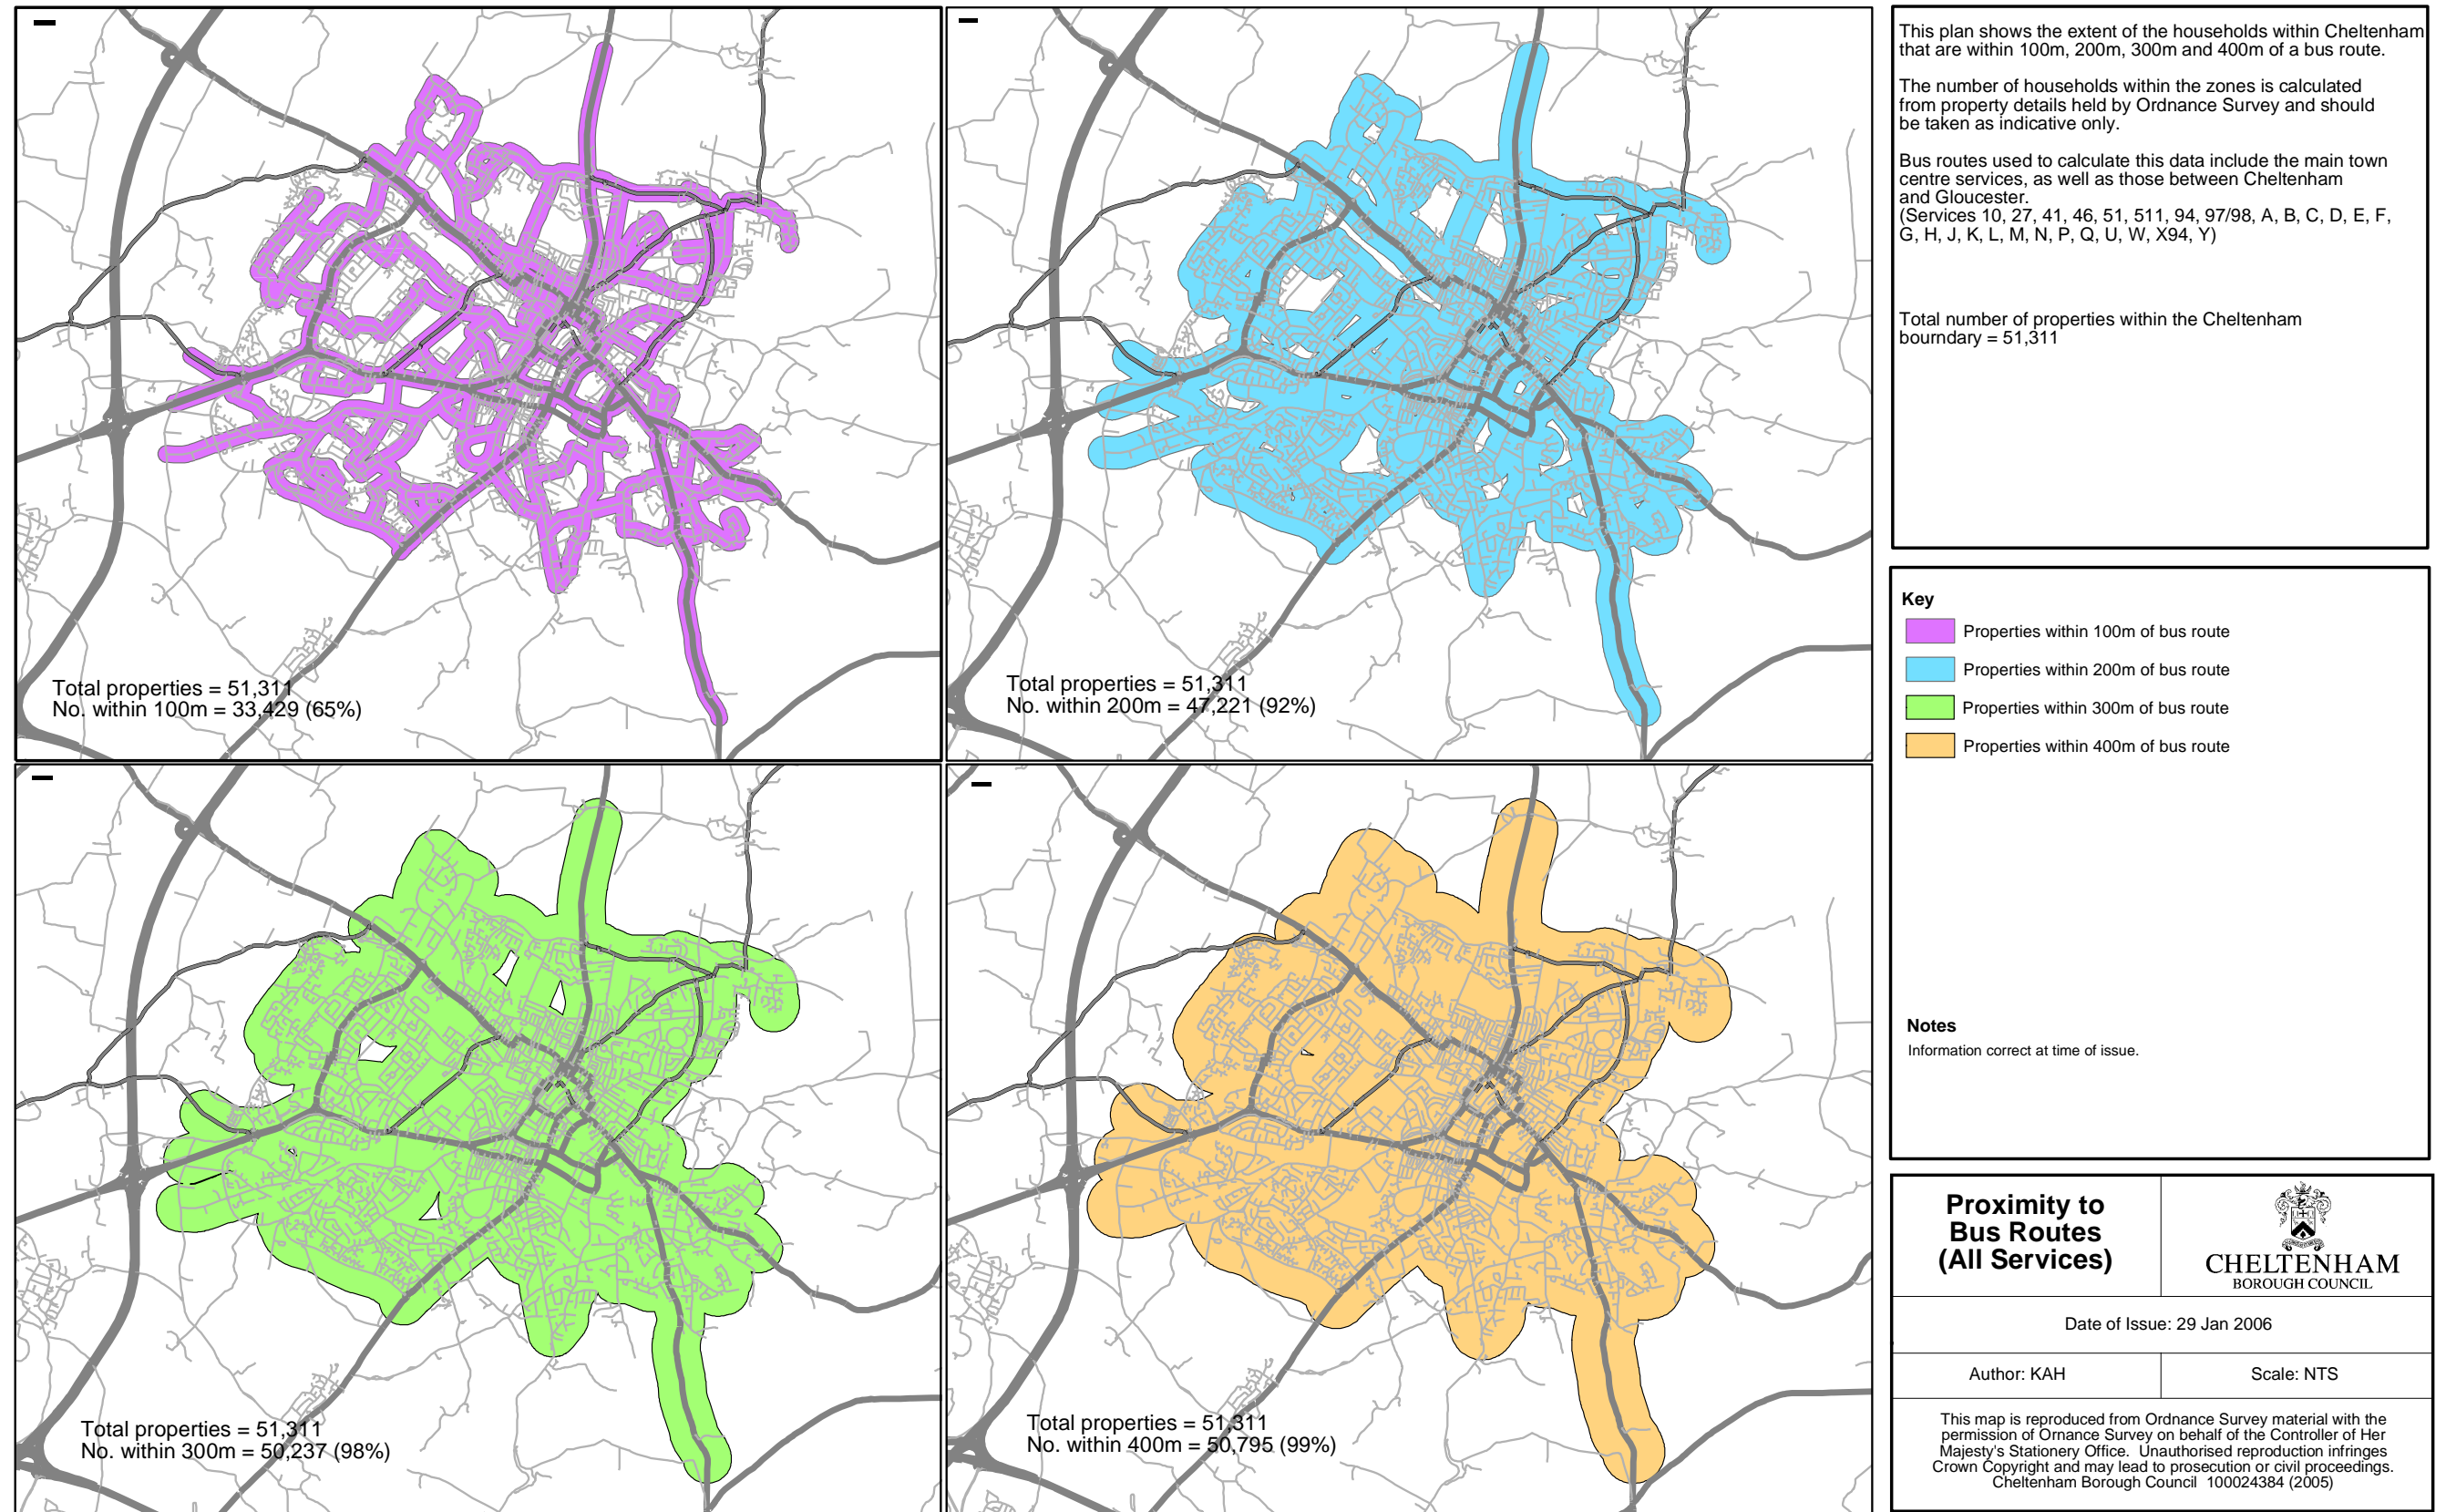 Total properties = 51,311
No. within 100m = 33,429 (65%)
Total properties = 51,311
No. within 200m = 47,221 (92%)
Total properties = 51,311
No. within 300m = 50,237 (98%)
Total properties = 51,311
No. within 400m = 50,795 (99%)
This plan shows the extent of the households within Cheltenham
that are within 100m, 200m, 300m and 400m of a bus route.
The number of households within the zones is calculated
from property details held by Ordnance Survey and should
be taken as indicative only.
Bus routes used to calculate this data include the main town
centre services, as well as those between Cheltenham
and Gloucester.
(Services 10, 27, 41, 46, 51, 511, 94, 97/98, A, B, C, D, E, F,
G, H, J, K, L, M, N, P, Q, U, W, X94, Y)
Total number of properties within the Cheltenham
bourndary = 51,311
Key
Properties within 100m of bus route
Properties within 200m of bus route
Properties within 300m of bus route
Properties within 400m of bus route
Notes
Information correct at time of issue.
Proximity to
Bus Routes
(All Services)
CHELTENHAM
BOROUGH COUNCIL
Date of Issue: 29 Jan 2006
Author: KAH
Scale: NTS
This map is reproduced from Ordnance Survey material with the
permission of Ornance Survey on behalf of the Controller of Her
Majesty's Stationery Office.  Unauthorised reproduction infringes
Crown Copyright and may lead to prosecution or civil proceedings.
Cheltenham Borough Council  100024384 (2005)